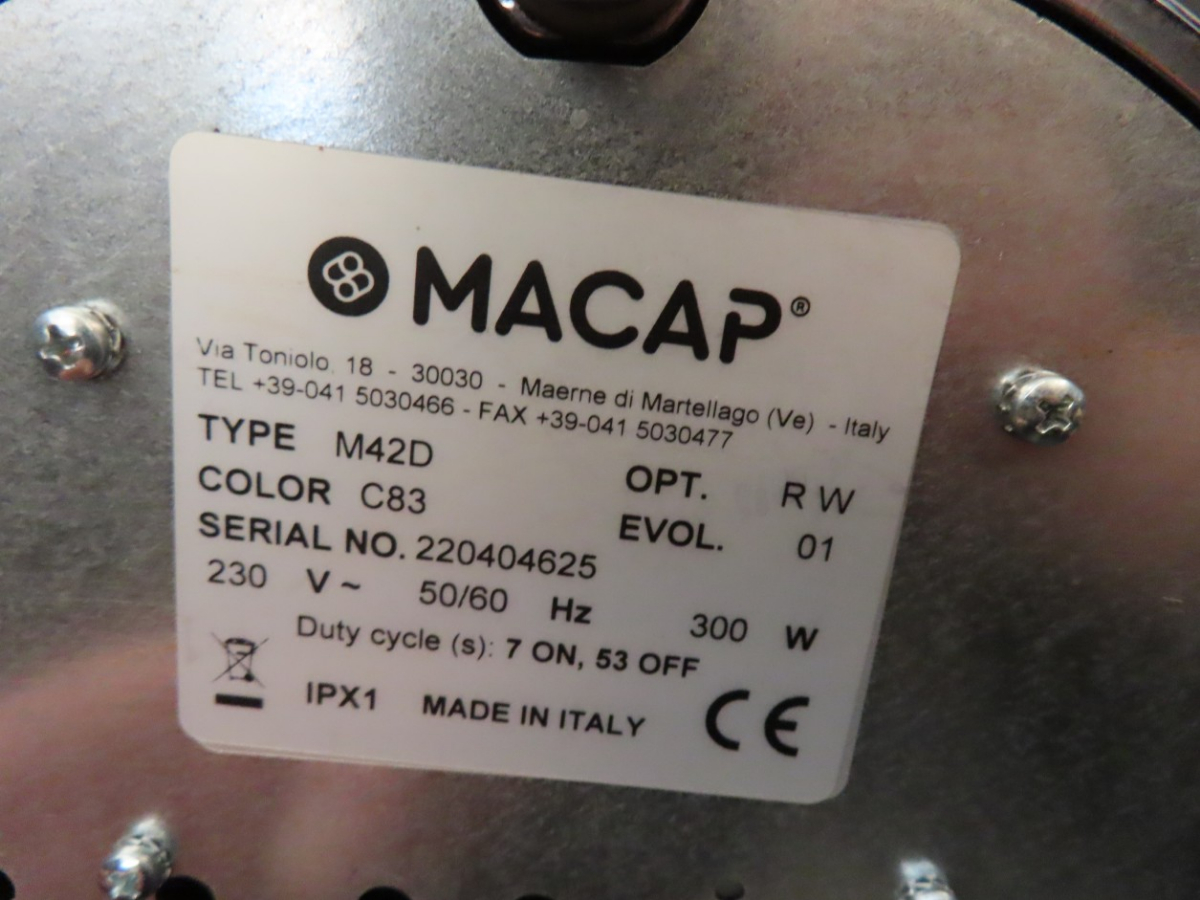 MACAP®
Via Toniolo, 18 - 30030 - Maerne di Martellago (Ve) - Italy
TEL +39-041 5030466 - FAX +39-041 5030477
TYPE M42D OPT. R W
COLOR C83 EVOL. 01
SERIAL NO. 220404625
230 V ~ 50/60 Hz 300 W
Duty cycle (s): 7 ON, 53 OFF
IPX1 MADE IN ITALY CE